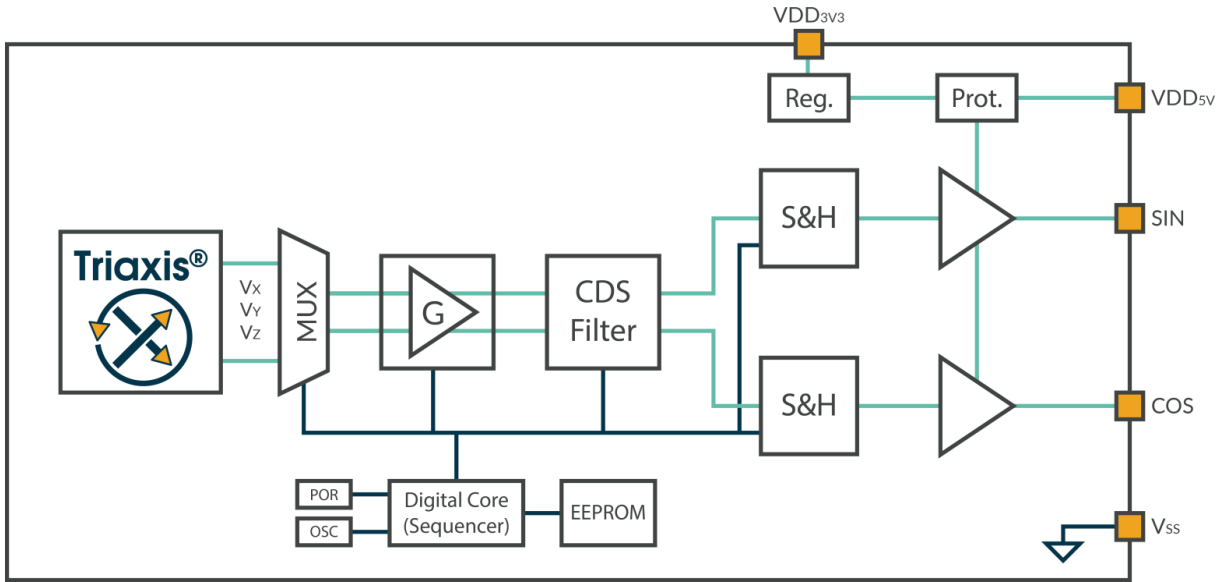 VDD3V3
Reg.
Prot.
VDD5V
S&H
SIN
Triaxis®
VX
VY
VZ
MUX
G
CDS
Filter
S&H
COS
POR
OSC
Digital Core
(Sequencer)
EEPROM
VSS